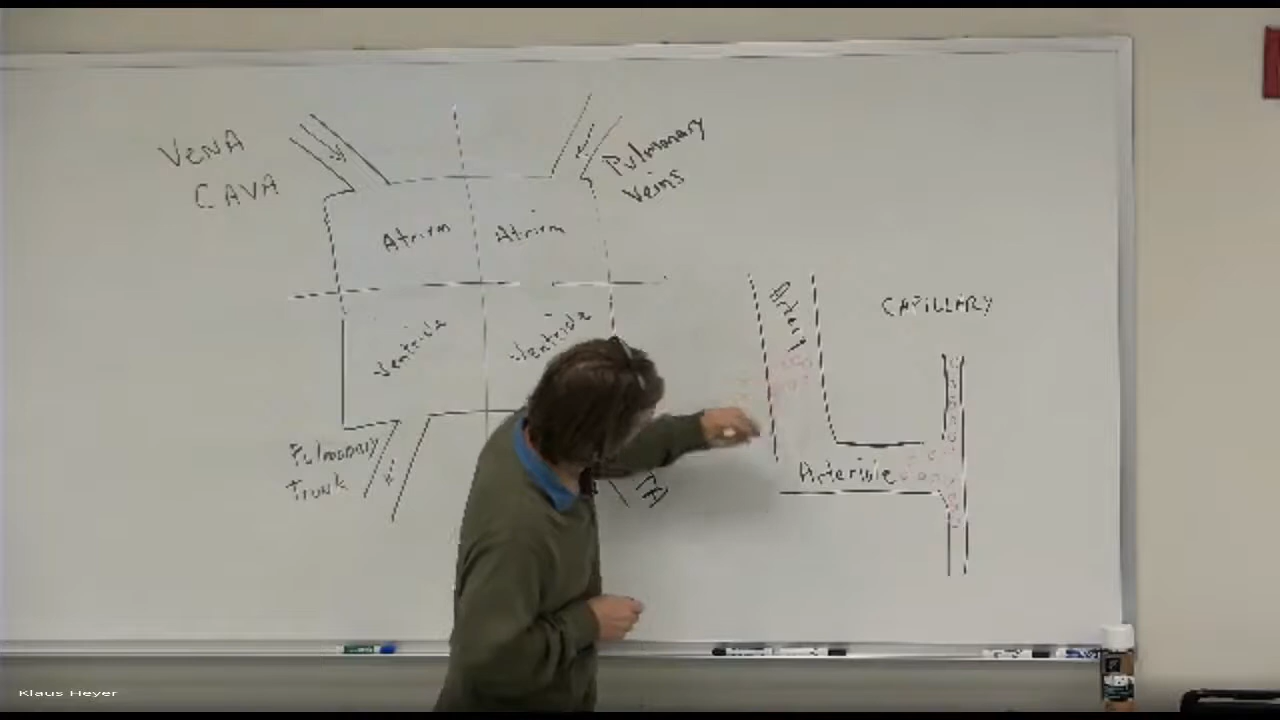 VENA
CAVA
Pulmonary
Veins
Atrium
Atrium
Ventricle
Ventricle
Pulmonary
Trunk
Artery
CAPILLARY
Arteriole
Klaus Heyer